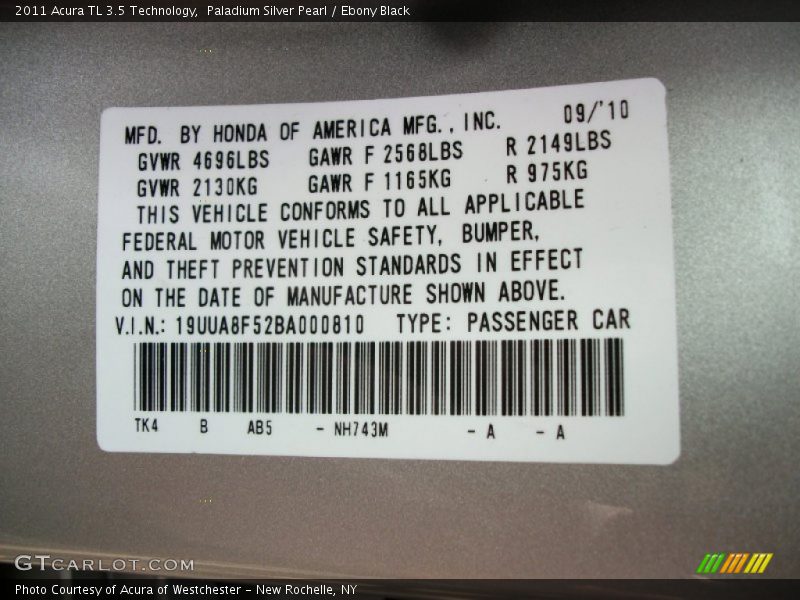 2011 Acura TL 3.5 Technology,  Paladium Silver Pearl / Ebony Black
MFD. BY HONDA OF AMERICA MFG., INC. 09/'10
GVWR 4696LBS GAWR F 2568LBS R 2149LBS
GVWR 2130KG GAWR F 1165KG R 975KG
THIS VEHICLE CONFORMS TO ALL APPLICABLE
FEDERAL MOTOR VEHICLE SAFETY, BUMPER,
AND THEFT PREVENTION STANDARDS IN EFFECT
ON THE DATE OF MANUFACTURE SHOWN ABOVE.
V.I.N.: 19UUA8F52BA000810 TYPE: PASSENGER CAR
TK4 B AB5 - NH743M - A - A
GTCARLOT.COM
Photo Courtesy of Acura of Westchester – New Rochelle, NY